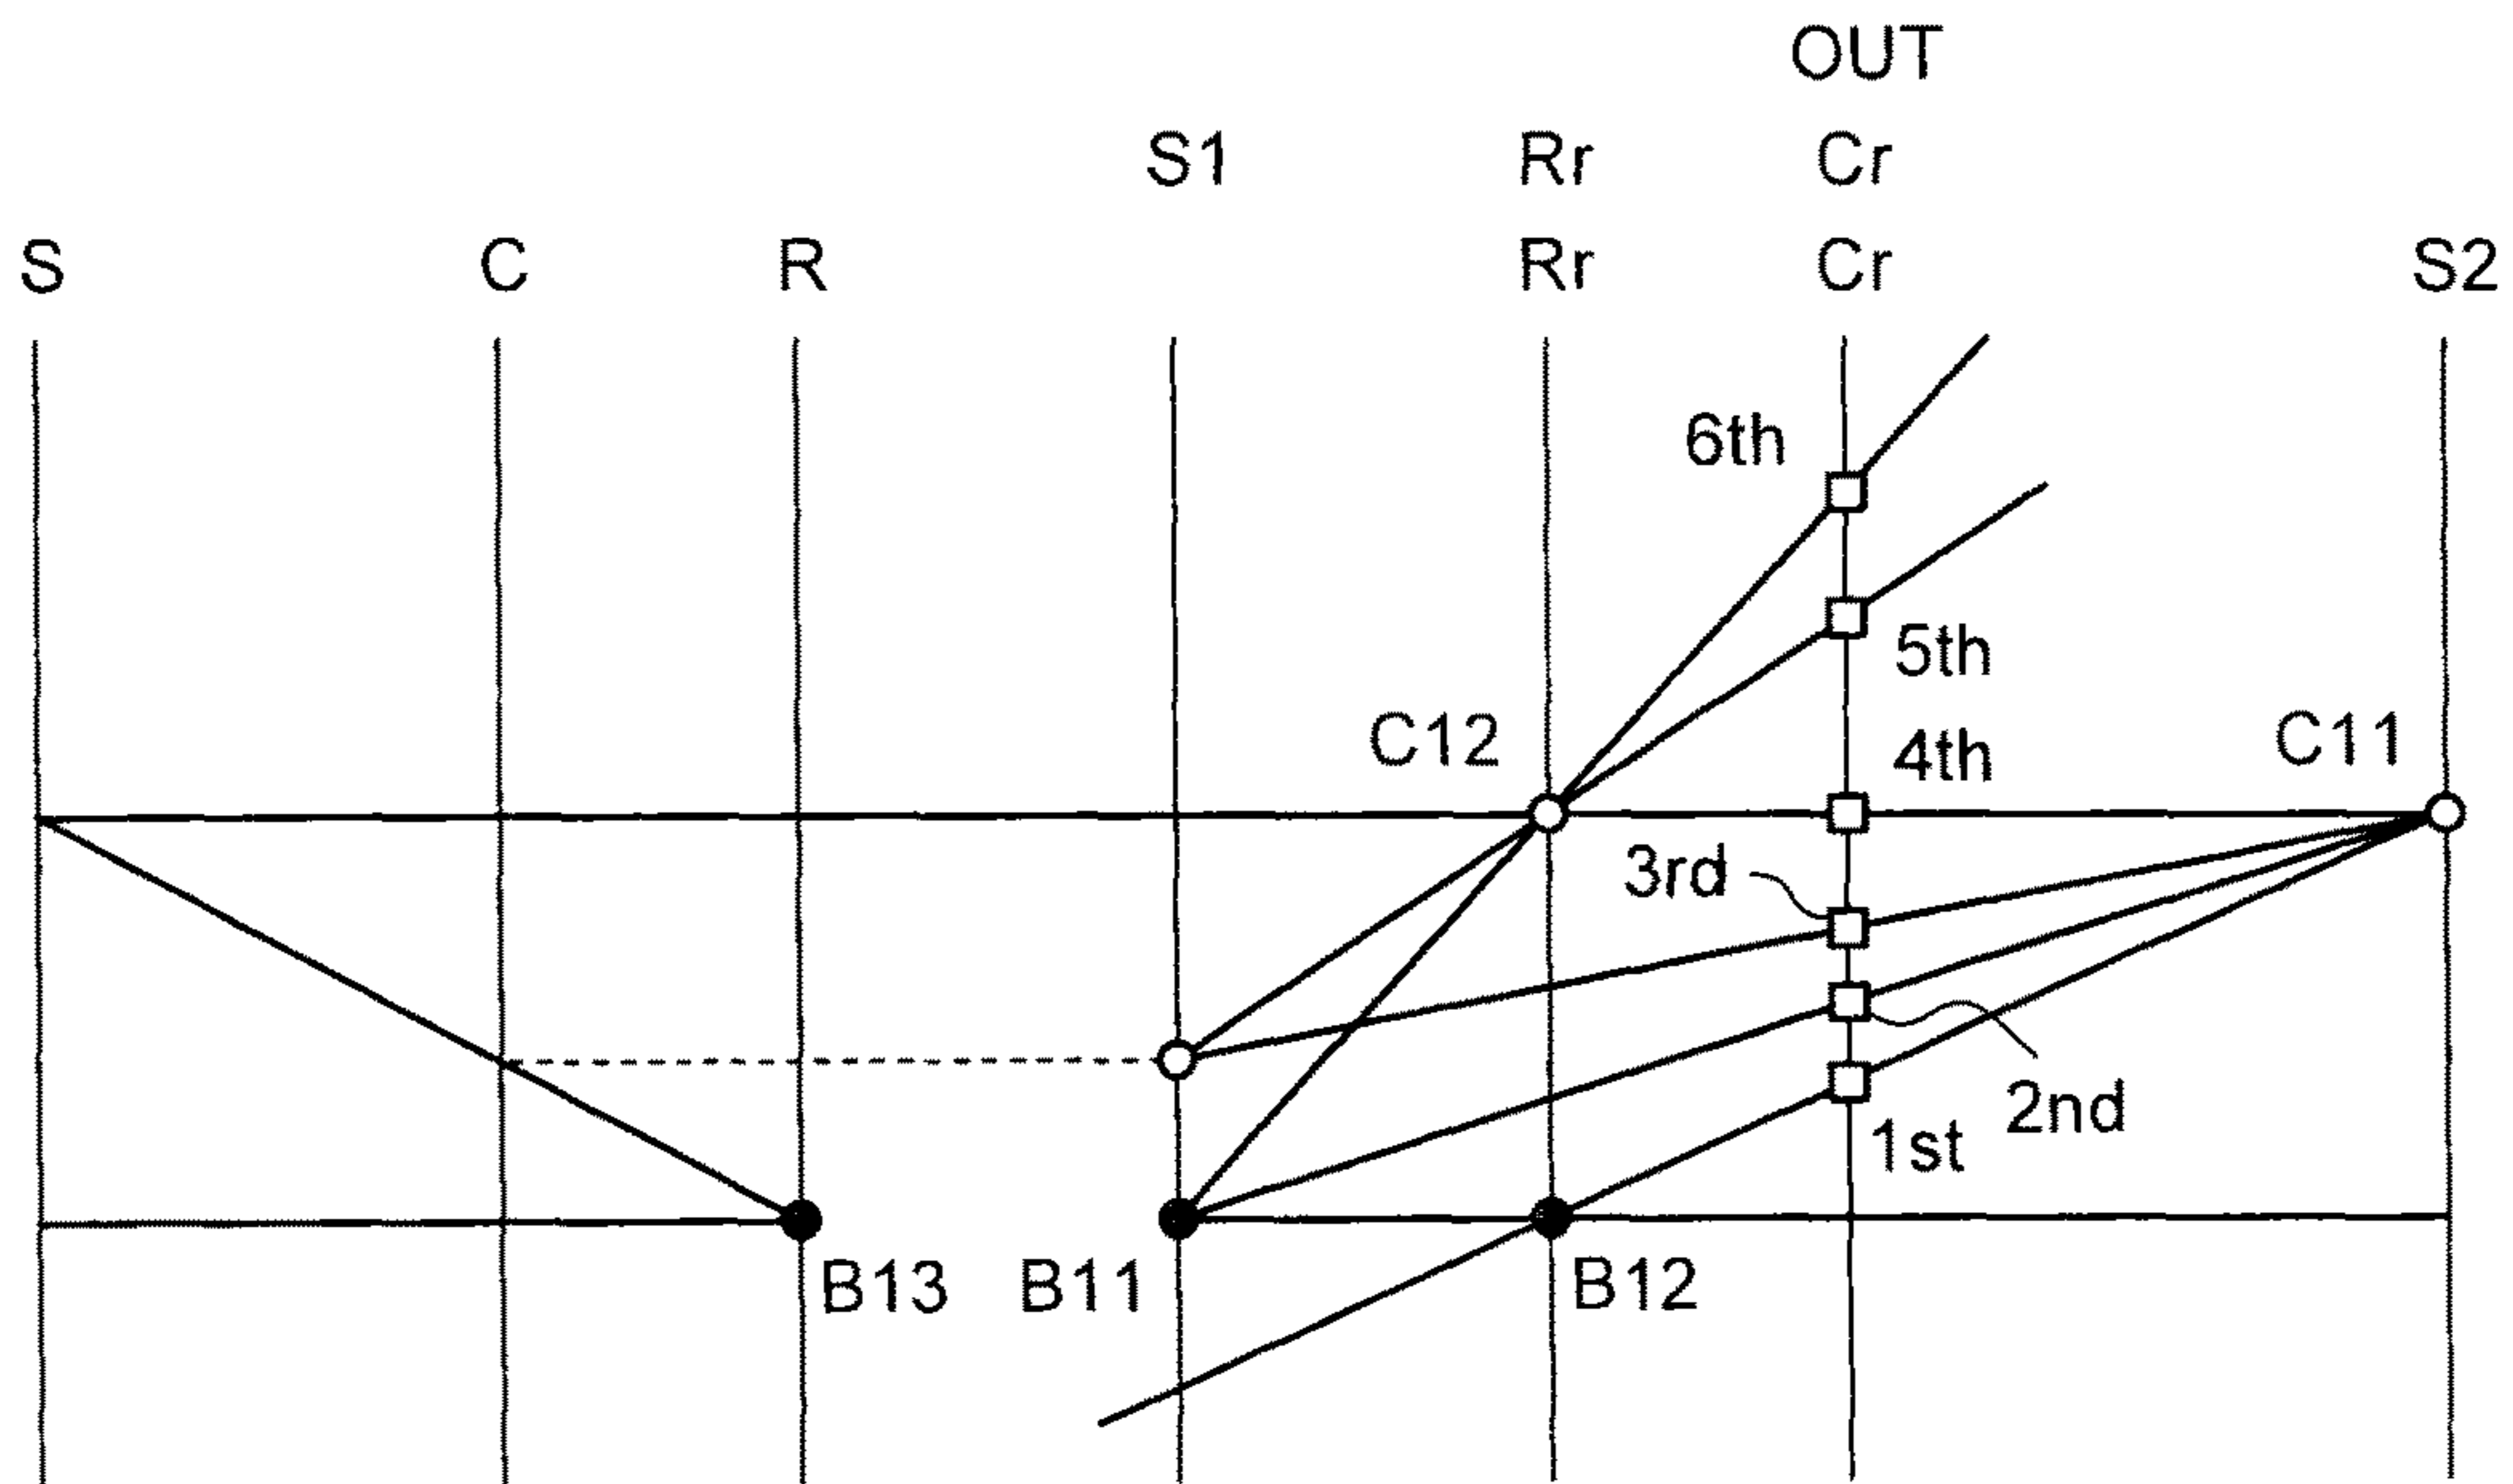 OUT
S1 Rr Cr
S C R Rr Cr S2
6th
5th
C12 4th C11
3rd
2nd
1st
B13 B11 B12